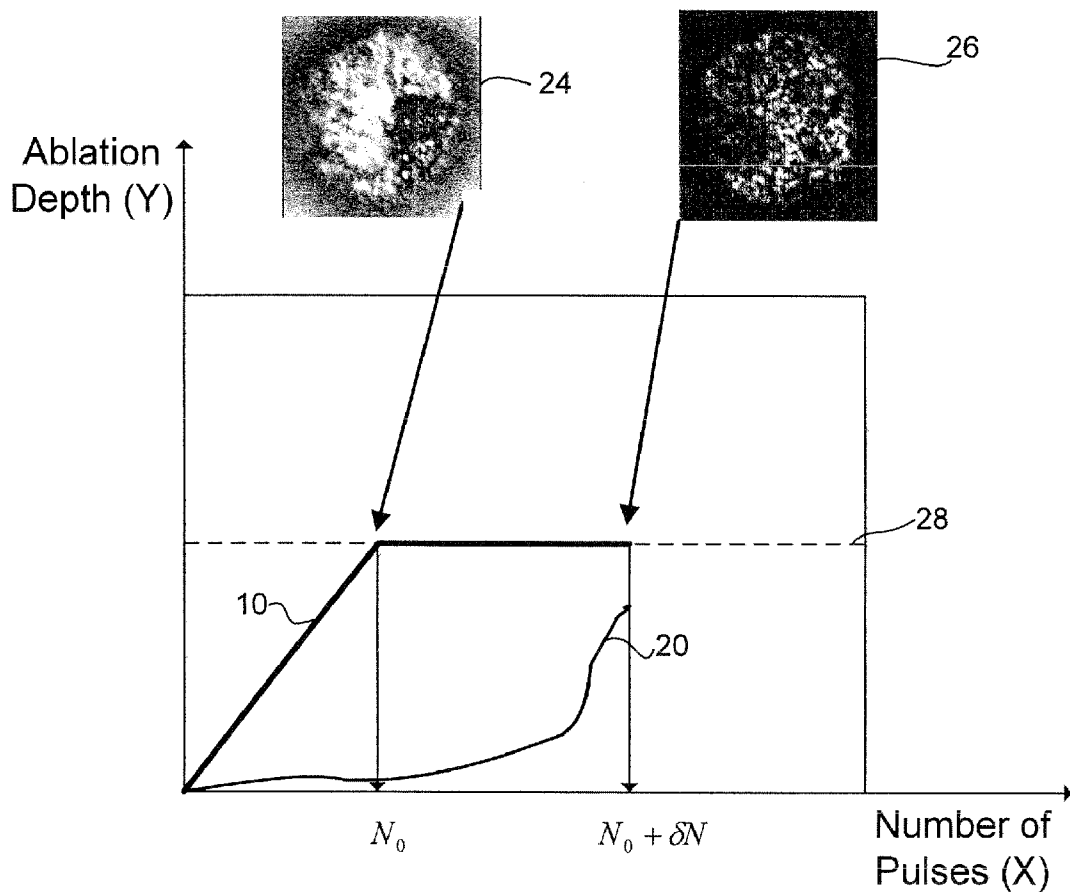 24
26
Ablation
Depth (Y)
28
10
20
N₀
N₀ + δN
Number of
Pulses (X)